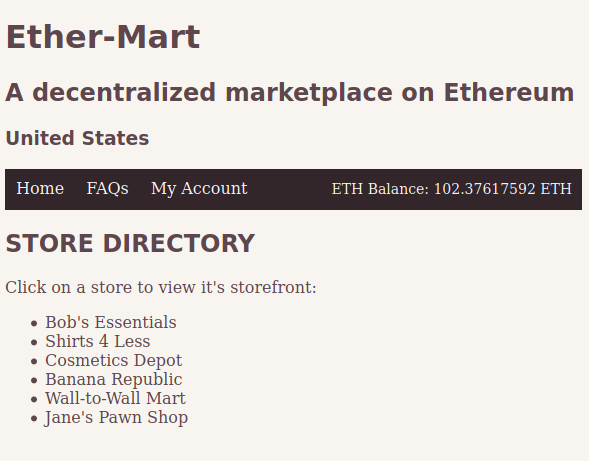 Ether-Mart
A decentralized marketplace on Ethereum
United States
Home FAQs My Account ETH Balance: 102.37617592 ETH
STORE DIRECTORY
Click on a store to view it's storefront:
• Bob's Essentials
• Shirts 4 Less
• Cosmetics Depot
• Banana Republic
• Wall-to-Wall Mart
• Jane's Pawn Shop